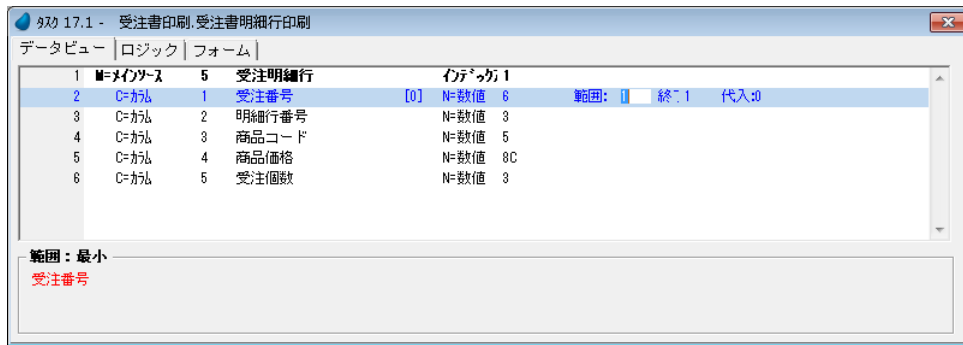 ﾀｽｸ 17.1 - 受注書印刷.受注書明細行印刷
データビュー ロジック フォーム
1 M=ﾒｲﾝｿｰｽ 5 受注明細行 ｲﾝﾃﾞｯｸｽ: 1
2 C=ｶﾗﾑ 1 受注番号 [0] N=数値 6 範囲: 1 終了: 1 代入:0
3 C=ｶﾗﾑ 2 明細行番号 N=数値 3
4 C=ｶﾗﾑ 3 商品コード N=数値 5
5 C=ｶﾗﾑ 4 商品価格 N=数値 8C
6 C=ｶﾗﾑ 5 受注個数 N=数値 3
範囲：最小
受注番号